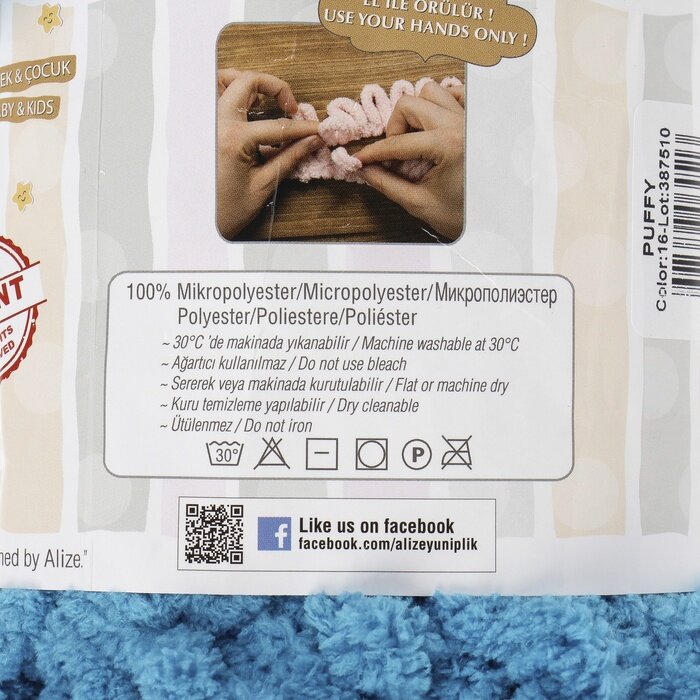 EL İLE ÖRÜLÜR !
USE YOUR HANDS ONLY !
EK & ÇOCUK
BY & KIDS
PUFFY
Color:16-Lot:387510
NT
100% Mikropolyester/Micropolyester/Микрополиэстер
Polyester/Poliestere/Poliéster
~ 30°C 'de makinada yıkanabilir / Machine washable at 30°C
~ Ağartıcı kullanılmaz / Do not use bleach
~ Sererek veya makinada kurutulabilir / Flat or machine dry
~ Kuru temizleme yapılabilir / Dry cleanable
~ Ütülenmez / Do not iron
30° P
Like us on facebook
facebook.com/alizeyuniplik
ned by Alize."